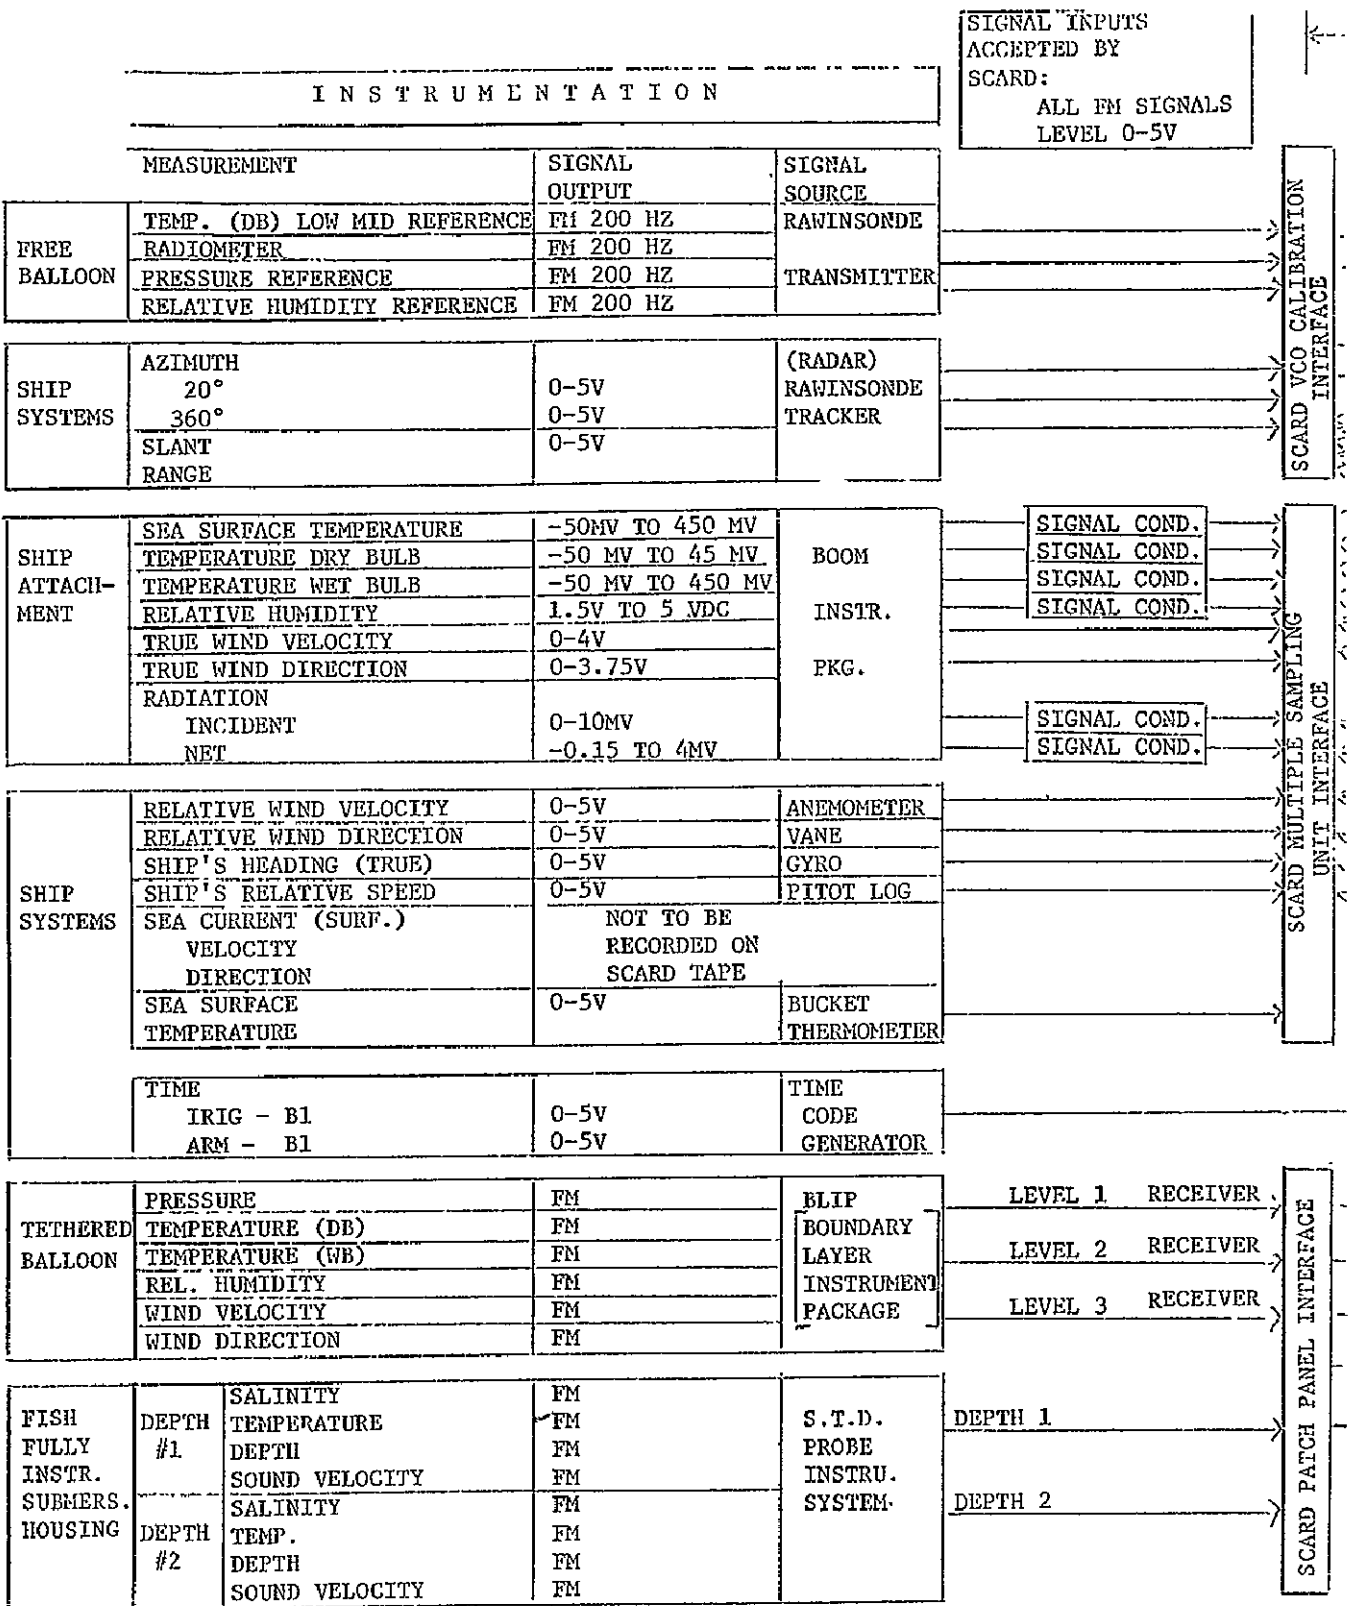 SIGNAL INPUTS
ACCEPTED BY
SCARD:
ALL FM SIGNALS
LEVEL 0-5V
INSTRUMENTATION
MEASUREMENT SIGNAL OUTPUT SIGNAL SOURCE
FREE BALLOON
TEMP. (DB) LOW MID REFERENCE FM 200 HZ RAWINSONDE
RADIOMETER FM 200 HZ
PRESSURE REFERENCE FM 200 HZ TRANSMITTER
RELATIVE HUMIDITY REFERENCE FM 200 HZ
SCARD VCO CALIBRATION
INTERFACE
SHIP SYSTEMS
AZIMUTH (RADAR)
20° 0-5V RAWINSONDE
360° 0-5V TRACKER
SLANT 0-5V
RANGE
SHIP ATTACH-
MENT
SEA SURFACE TEMPERATURE -50MV TO 450 MV SIGNAL COND.
TEMPERATURE DRY BULB -50 MV TO 45 MV BOOM SIGNAL COND.
TEMPERATURE WET BULB -50 MV TO 450 MV SIGNAL COND.
RELATIVE HUMIDITY 1.5V TO 5 VDC INSTR. SIGNAL COND.
TRUE WIND VELOCITY 0-4V
TRUE WIND DIRECTION 0-3.75V PKG.
RADIATION
INCIDENT 0-10MV SIGNAL COND.
NET -0.15 TO 4MV SIGNAL COND.
SCARD MULTIPLE SAMPLING
UNIT INTERFACE
SHIP SYSTEMS
RELATIVE WIND VELOCITY 0-5V ANEMOMETER
RELATIVE WIND DIRECTION 0-5V VANE
SHIP'S HEADING (TRUE) 0-5V GYRO
SHIP'S RELATIVE SPEED 0-5V PITOT LOG
SEA CURRENT (SURF.) NOT TO BE
VELOCITY RECORDED ON
DIRECTION SCARD TAPE
SEA SURFACE 0-5V BUCKET
TEMPERATURE THERMOMETER
TIME TIME
IRIG - B1 0-5V CODE
ARM - B1 0-5V GENERATOR
TETHERED BALLOON
PRESSURE FM BLIP LEVEL 1 RECEIVER
TEMPERATURE (DB) FM BOUNDARY
TEMPERATURE (WB) FM LAYER LEVEL 2 RECEIVER
REL. HUMIDITY FM INSTRUMENT
WIND VELOCITY FM PACKAGE LEVEL 3 RECEIVER
WIND DIRECTION FM
SCARD PATCH PANEL INTERFACE
FISH
FULLY
INSTR.
SUBMERS.
HOUSING
DEPTH
#1
SALINITY FM
TEMPERATURE FM S.T.D. DEPTH 1
DEPTH FM PROBE
SOUND VELOCITY FM INSTRU.
DEPTH
#2
SALINITY FM SYSTEM. DEPTH 2
TEMP. FM
DEPTH FM
SOUND VELOCITY FM